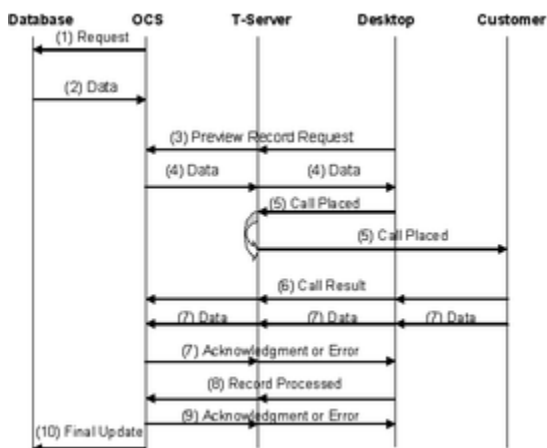 Database OCS T-Server Desktop Customer
(1) Request
(2) Data
(3) Preview Record Request
(4) Data (4) Data
(5) Call Placed
(5) Call Placed
(6) Call Result
(7) Data (7) Data (7) Data
(7) Acknowledgment or Error
(8) Record Processed
(9) Acknowledgment or Error
(10) Final Update